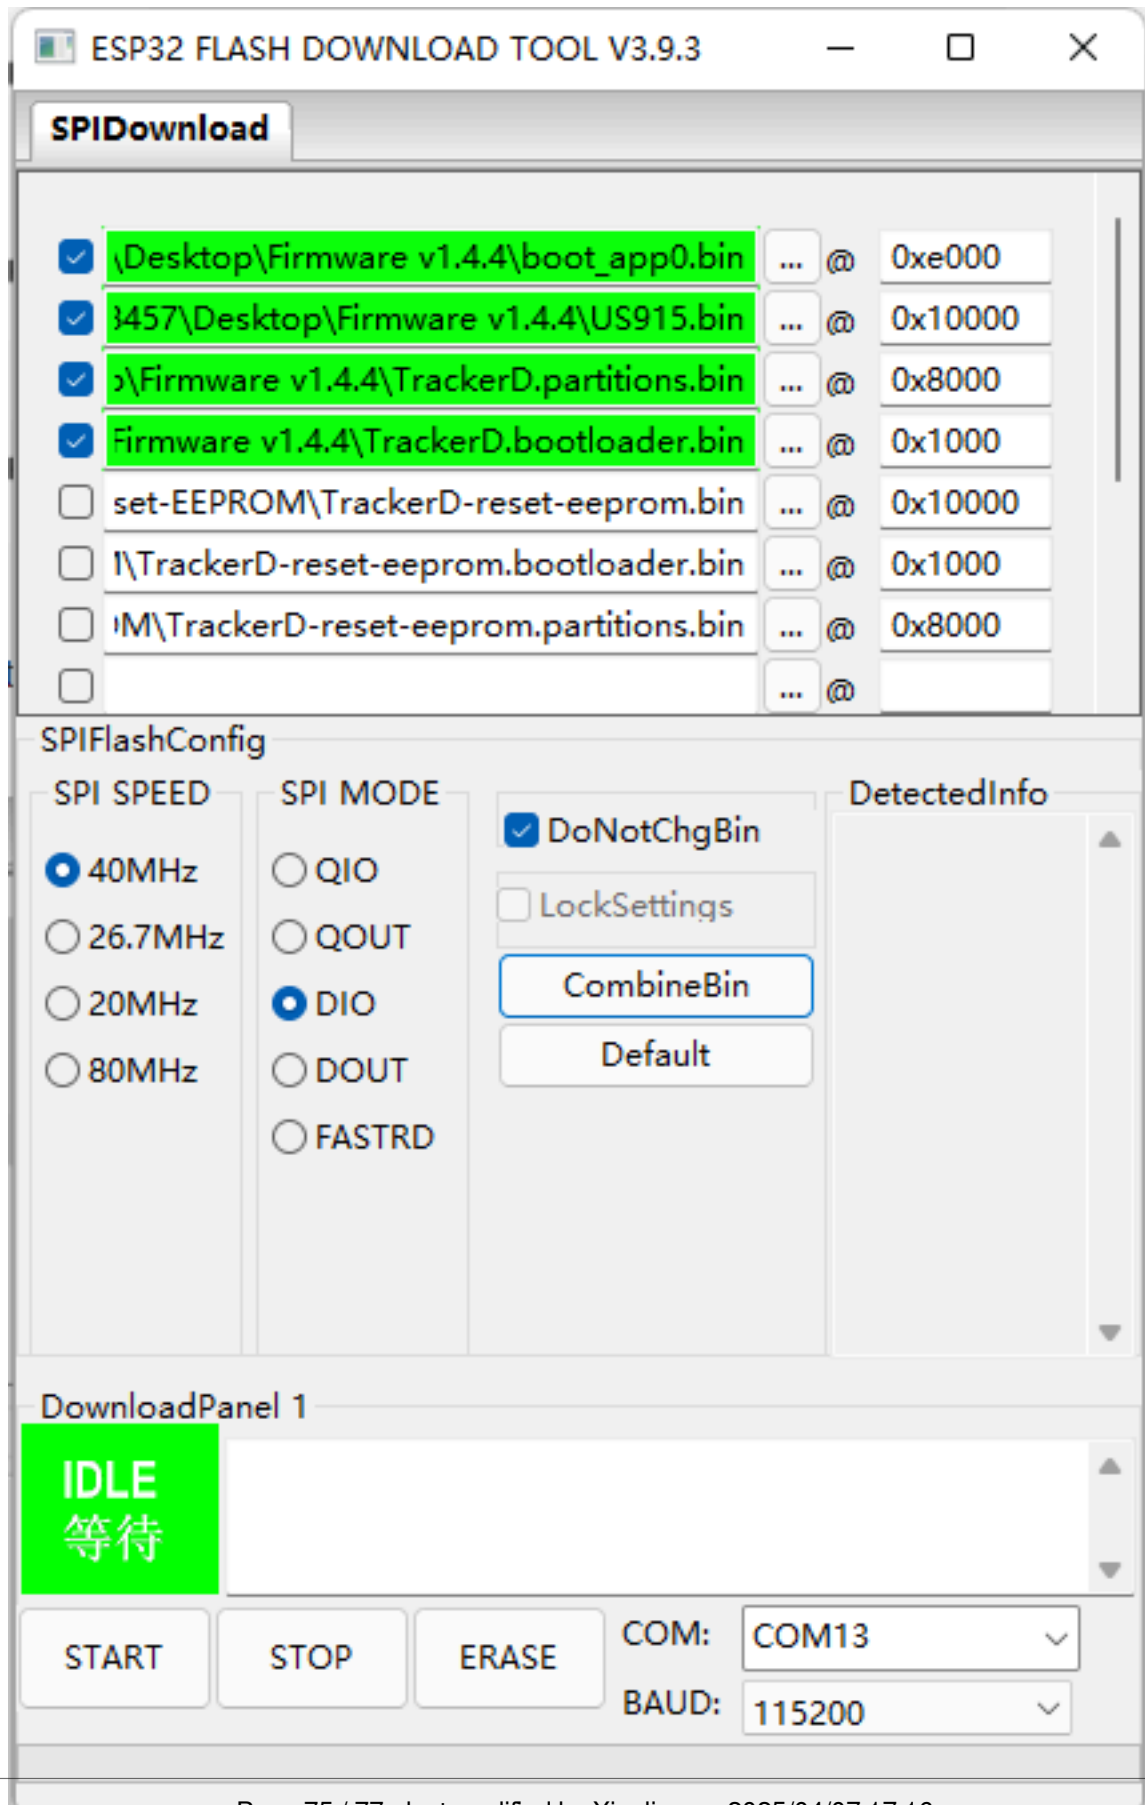 ESP32 FLASH DOWNLOAD TOOL V3.9.3
SPIDownload
\Desktop\Firmware v1.4.4\boot_app0.bin ... @ 0xe000
3457\Desktop\Firmware v1.4.4\US915.bin ... @ 0x10000
\Firmware v1.4.4\TrackerD.partitions.bin ... @ 0x8000
Firmware v1.4.4\TrackerD.bootloader.bin ... @ 0x1000
set-EEPROM\TrackerD-reset-eeprom.bin ... @ 0x10000
\TrackerD-reset-eeprom.bootloader.bin ... @ 0x1000
M\TrackerD-reset-eeprom.partitions.bin ... @ 0x8000
... @
SPIFlashConfig
SPI SPEED
40MHz
26.7MHz
20MHz
80MHz
SPI MODE
QIO
QOUT
DIO
DOUT
FASTRD
DoNotChgBin
LockSettings
CombineBin
Default
DetectedInfo
DownloadPanel 1
IDLE
等待
START STOP ERASE
COM: COM13
BAUD: 115200